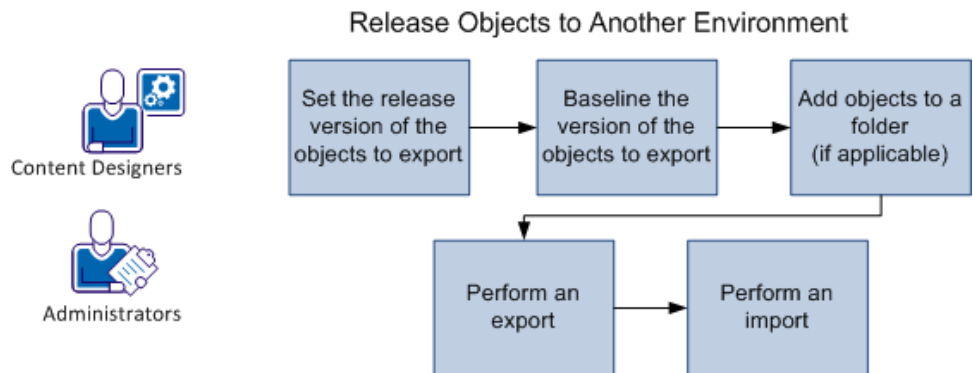 Release Objects to Another Environment
Content Designers
Administrators
Set the release
version of the
objects to export
Baseline the
version of the
objects to export
Add objects to a
folder
(if applicable)
Perform an
export
Perform an
import